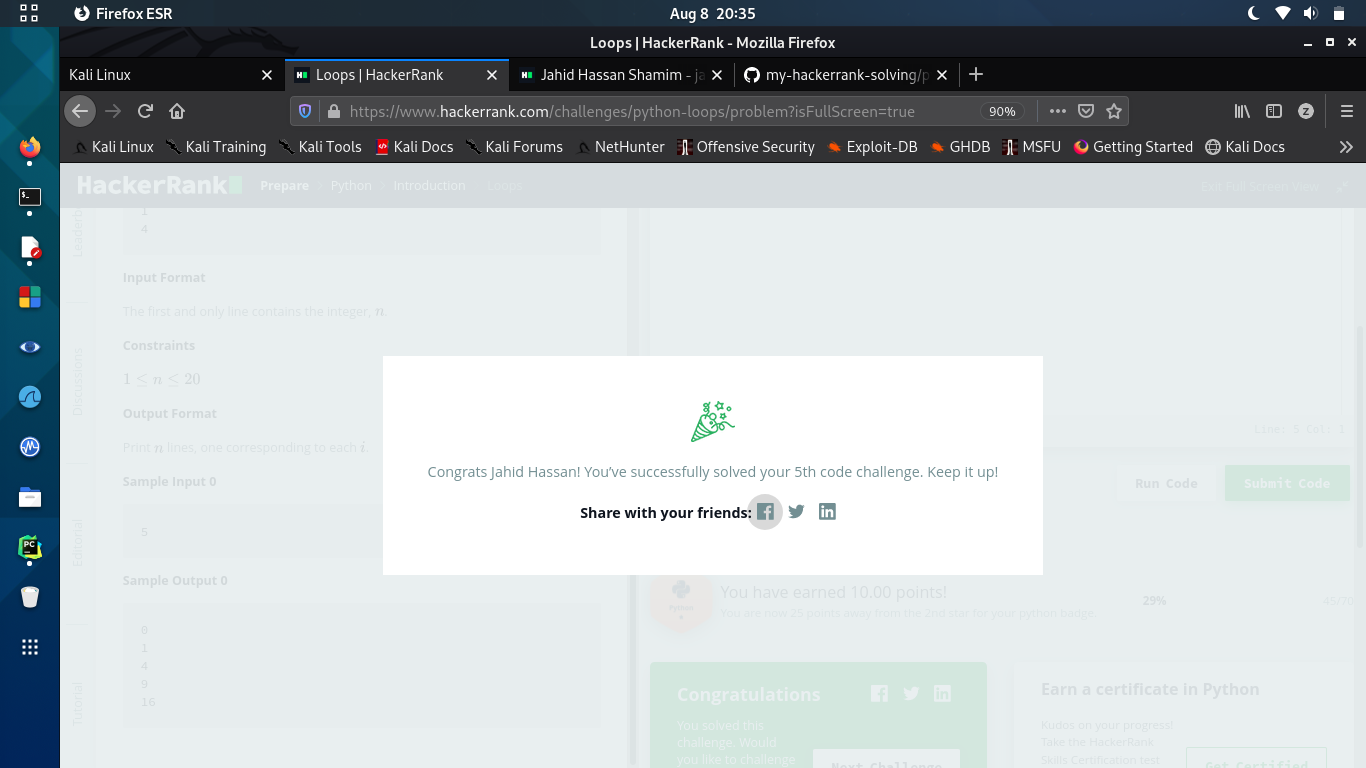 Firefox ESR
Aug 8 20:35
Loops | HackerRank - Mozilla Firefox
Kali Linux
Loops | HackerRank
Jahid Hassan Shamim - ja
my-hackerrank-solving/p
https://www.hackerrank.com/challenges/python-loops/problem?isFullScreen=true
90%
Kali Linux
Kali Training
Kali Tools
Kali Docs
Kali Forums
NetHunter
Offensive Security
Exploit-DB
GHDB
MSFU
Getting Started
Kali Docs
HackerRank
Prepare
Python
Introduction
Loops
Exit Full Screen View
1
4
Input Format
The first and only line contains the integer, n.
Constraints
1 ≤ n ≤ 20
Output Format
Print n lines, one corresponding to each i.
Sample Input 0
5
Sample Output 0
0
1
4
9
16
Discussions
Editorial
Tutorial
Congrats Jahid Hassan! You've successfully solved your 5th code challenge. Keep it up!
Share with your friends:
Line: 5 Col: 1
Run Code
Submit Code
Python
You have earned 10.00 points!
You are now 25 points away from the 2nd star for your python badge.
29%
45/70
Congratulations
You solved this
challenge. Would
you like to challenge
Next Challenge
Earn a certificate in Python
Kudos on your progress!
Take the HackerRank
Skills Certification test
Get Certified